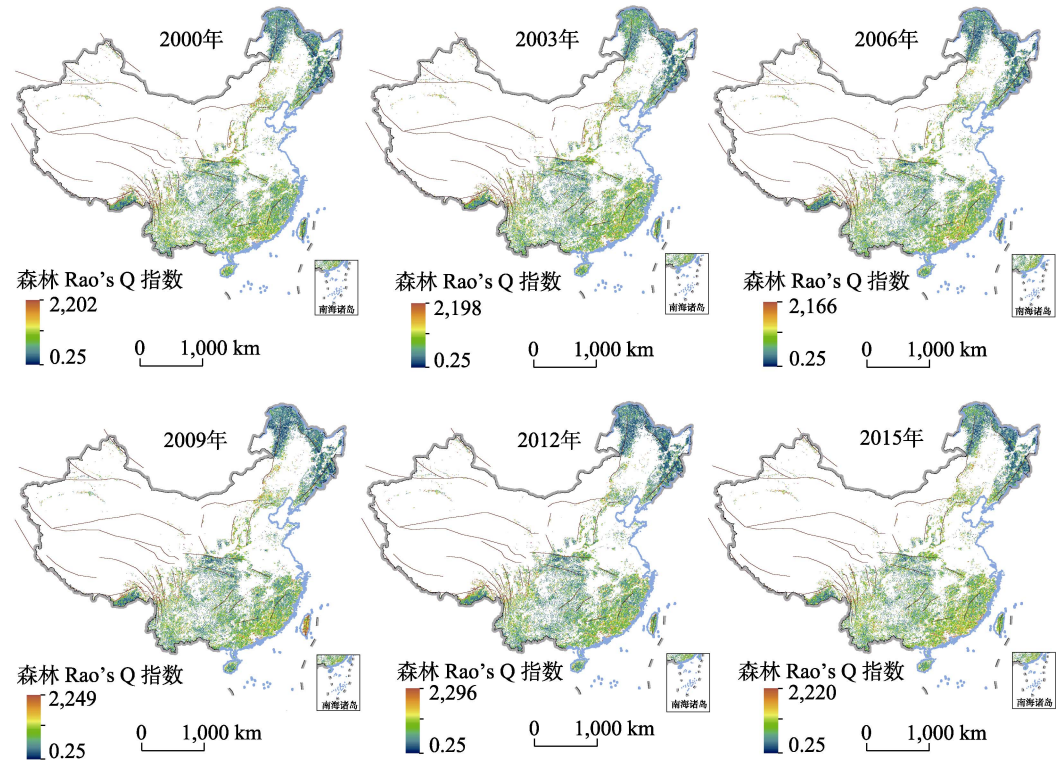 2000年
森林 Rao's Q 指数
2,202
0.25
0 1,000 km
南海诸岛
2003年
森林 Rao's Q 指数
2,198
0.25
0 1,000 km
南海诸岛
2006年
森林 Rao's Q 指数
2,166
0.25
0 1,000 km
南海诸岛
2009年
森林 Rao's Q 指数
2,249
0.25
0 1,000 km
南海诸岛
2012年
森林 Rao's Q 指数
2,296
0.25
0 1,000 km
南海诸岛
2015年
森林 Rao's Q 指数
2,220
0.25
0 1,000 km
南海诸岛